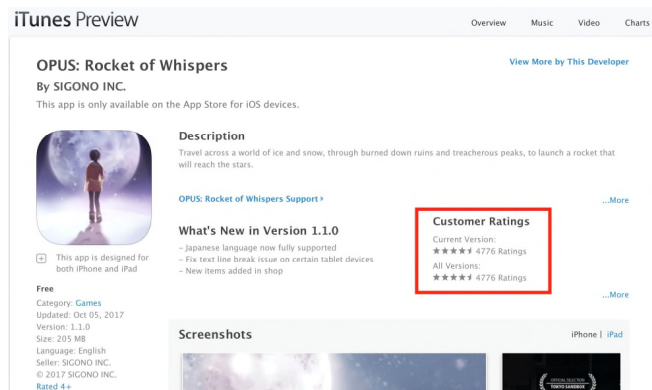 iTunes Preview
Overview Music Video Charts
OPUS: Rocket of Whispers
View More by This Developer
By SIGONO INC.
This app is only available on the App Store for iOS devices.
Description
Travel across a world of ice and snow, through burned down ruins and treacherous peaks, to launch a rocket that
will reach the stars.
OPUS: Rocket of Whispers Support
...More
What's New in Version 1.1.0
– Japanese language now fully supported
– Fix text line break issue on certain tablet devices
– New items added in shop
Customer Ratings
Current Version:
4776 Ratings
All Versions:
4776 Ratings
...More
This app is designed for
both iPhone and iPad
Free
Category: Games
Updated: Oct 05, 2017
Version: 1.1.0
Size: 205 MB
Language: English
Seller: SIGONO INC.
© 2017 SIGONO INC.
Rated 4+
Screenshots
iPhone | iPad
OFFICIAL SELECTION
TOKYO SANDBOX